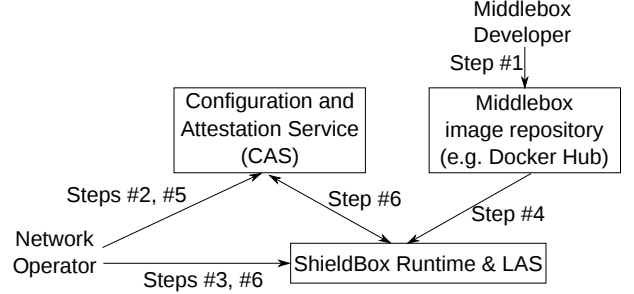 Middlebox
Developer
Step #1
Configuration and
Attestation Service
(CAS)
Middlebox
image repository
(e.g. Docker Hub)
Steps #2, #5
Step #6
Step #4
Network
Operator
Steps #3, #6
ShieldBox Runtime & LAS